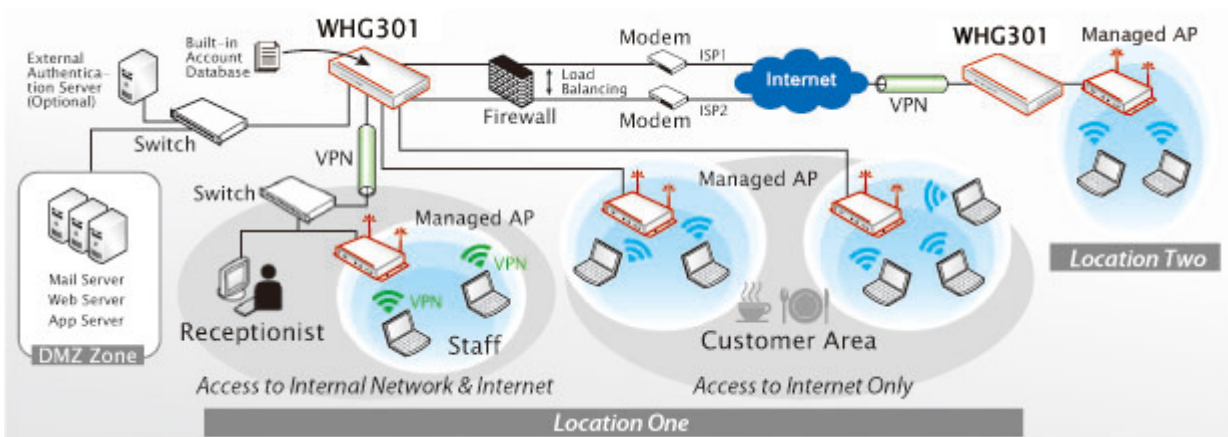 WHG301
Built-in
Account
Database
External
Authentica-
tion Server
(Optional)
Switch
VPN
Firewall
Load
Balancing
Modem
ISP1
Modem
ISP2
Internet
VPN
WHG301
Managed AP
Location Two
Mail Server
Web Server
App Server
DMZ Zone
Switch
Managed AP
VPN
VPN
Receptionist
Staff
Access to Internal Network & Internet
Managed AP
Customer Area
Access to Internet Only
Location One